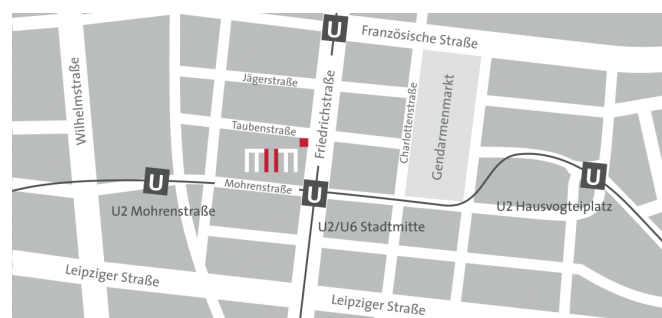 U
Französische Straße
Wilhelmstraße
Jägerstraße
Friedrichstraße
Charlottenstraße
Gendarmenmarkt
Taubenstraße
U
Mohrenstraße
U
U
U2 Mohrenstraße
U2/U6 Stadtmitte
U2 Hausvogteiplatz
Leipziger Straße
Leipziger Straße